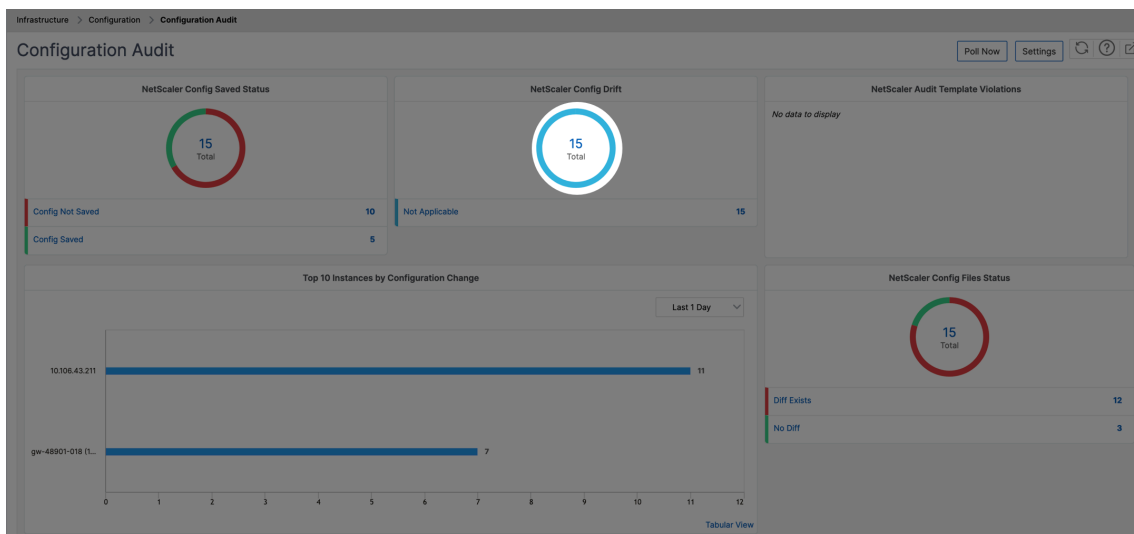 Infrastructure > Configuration > Configuration Audit
Configuration Audit
Poll Now
Settings
NetScaler Config Saved Status
15
Total
Config Not Saved 10
Config Saved 5
NetScaler Config Drift
15
Total
Not Applicable 15
NetScaler Audit Template Violations
No data to display
Top 10 Instances by Configuration Change
Last 1 Day
10.106.43.211 11
gw-48901-018 (1... 7
0 1 2 3 4 5 6 7 8 9 10 11 12
Tabular View
NetScaler Config Files Status
15
Total
Diff Exists 12
No Diff 3